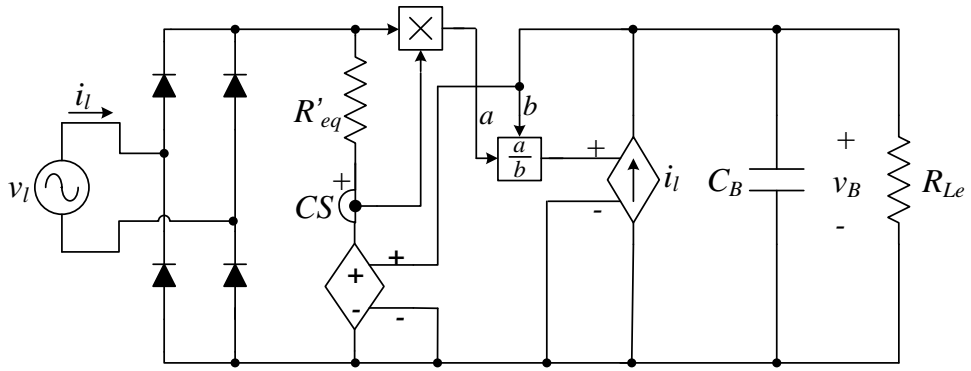 ×
i_l
R'_eq
a
b
a/b
+
-
i_l
v_l
+
CS
+
-
+
-
C_B
+
v_B
-
R_Le